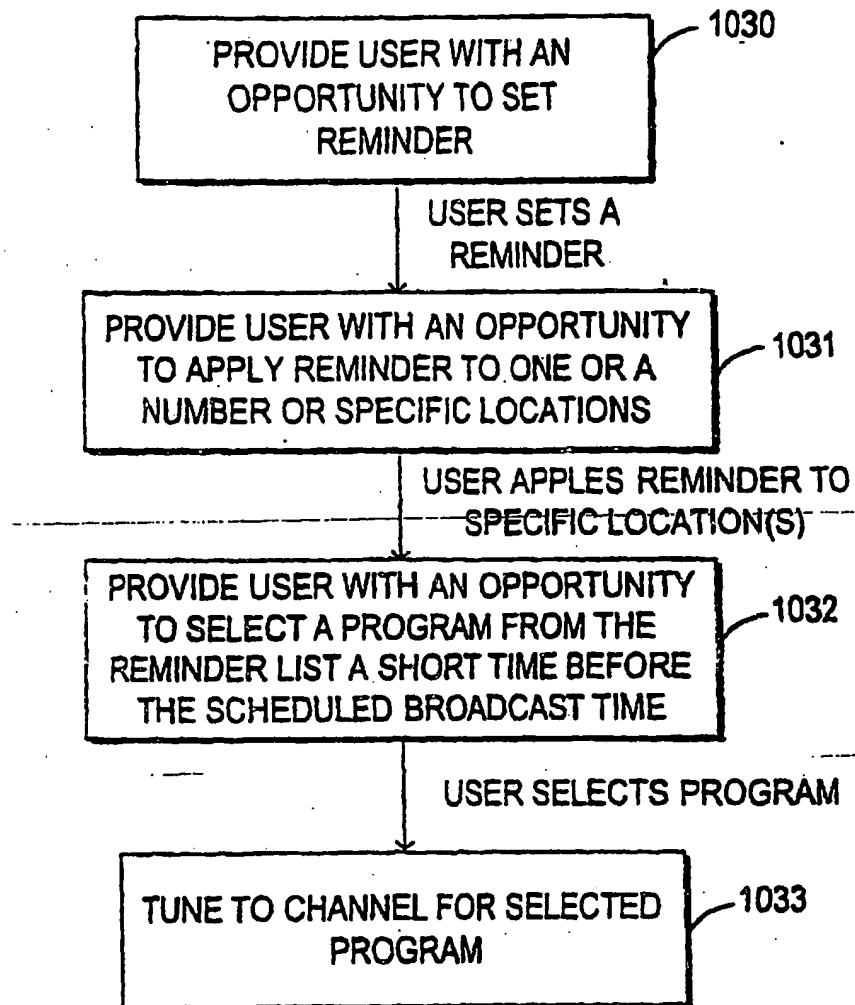 1030
PROVIDE USER WITH AN
OPPORTUNITY TO SET
REMINDER
USER SETS A
REMINDER
PROVIDE USER WITH AN OPPORTUNITY
TO APPLY REMINDER TO ONE OR A
NUMBER OR SPECIFIC LOCATIONS
1031
USER APPLES REMINDER TO
SPECIFIC LOCATION(S)
PROVIDE USER WITH AN OPPORTUNITY
TO SELECT A PROGRAM FROM THE
REMINDER LIST A SHORT TIME BEFORE
THE SCHEDULED BROADCAST TIME
1032
USER SELECTS PROGRAM
TUNE TO CHANNEL FOR SELECTED
PROGRAM
1033